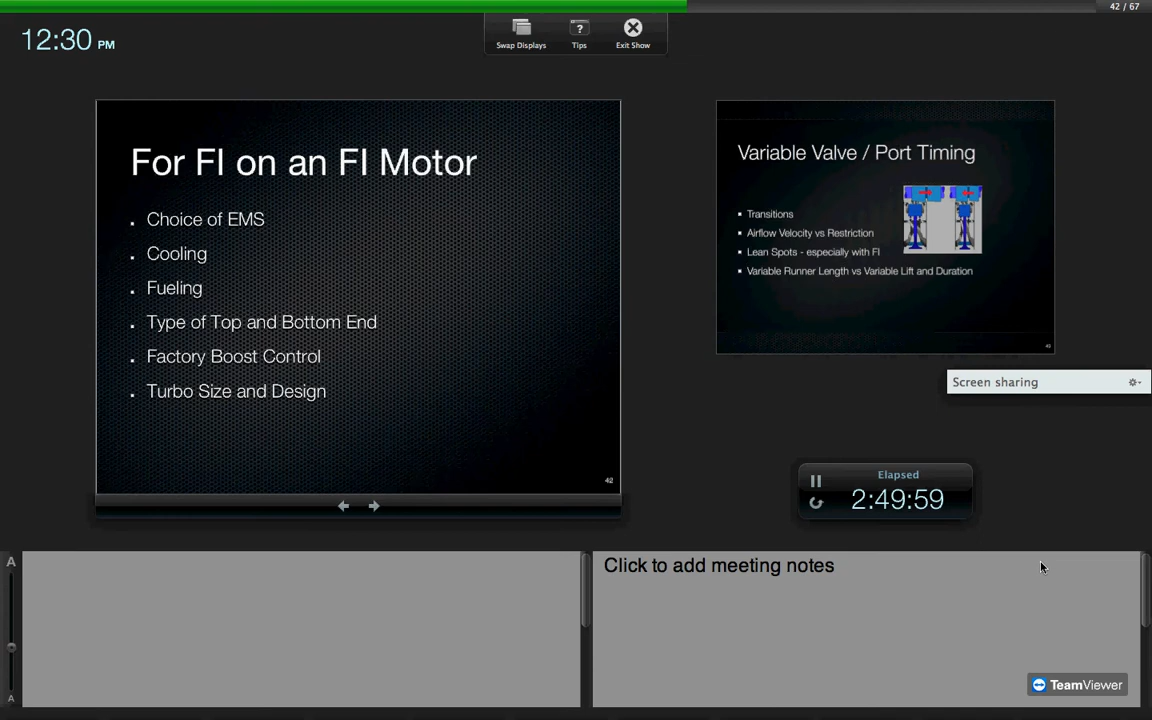 42 / 67
12:30 PM
Swap Displays
Tips
Exit Show
For FI on an FI Motor
Choice of EMS
Cooling
Fueling
Type of Top and Bottom End
Factory Boost Control
Turbo Size and Design
42
Variable Valve / Port Timing
Transitions
Airflow Velocity vs Restriction
Lean Spots - especially with FI
Variable Runner Length vs Variable Lift and Duration
43
Screen sharing
Elapsed
2:49:59
A
A
Click to add meeting notes
TeamViewer